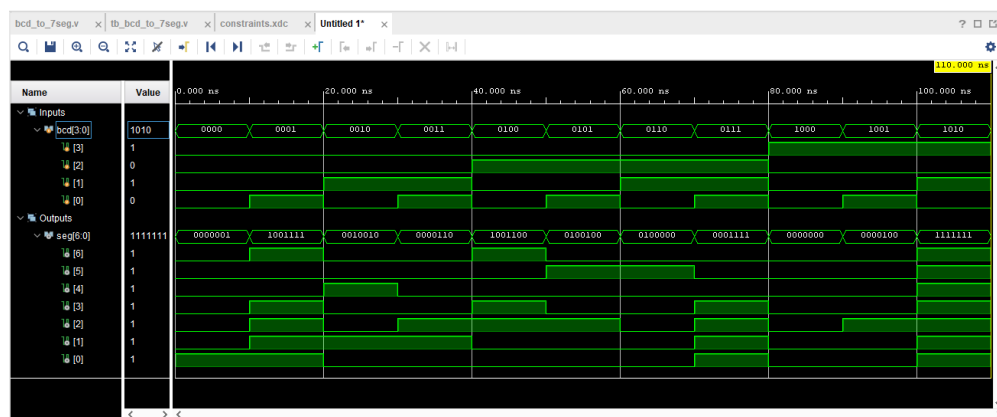 bcd_to_7seg.v × tb_bcd_to_7seg.v × constraints.xdc × Untitled 1* × ?
110.000 ns
Name Value 0.000 ns 20.000 ns 40.000 ns 60.000 ns 80.000 ns 100.000 ns
Inputs
bcd[3:0] 1010 0000 0001 0010 0011 0100 0101 0110 0111 1000 1001 1010
[3] 1
[2] 0
[1] 1
[0] 0
Outputs
seg[6:0] 1111111 0000001 1001111 0010010 0000110 1001100 0100100 0100000 0001111 0000000 0000100 1111111
[6] 1
[5] 1
[4] 1
[3] 1
[2] 1
[1] 1
[0] 1